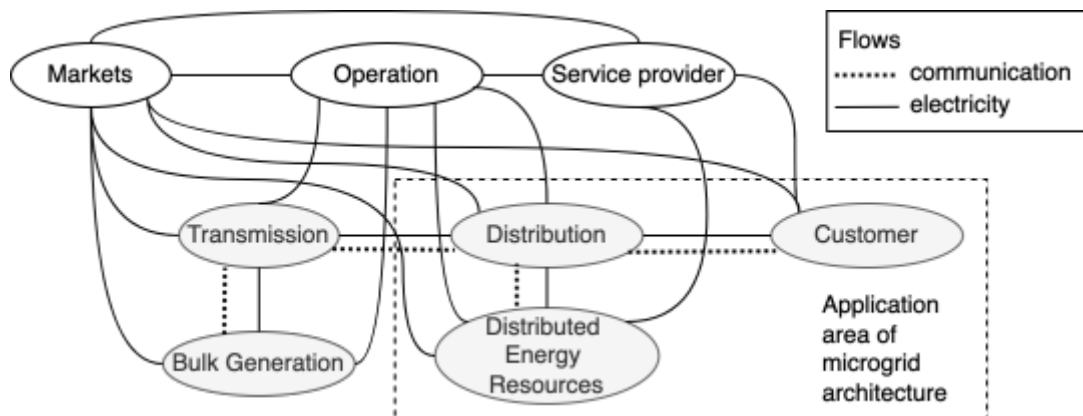 Markets
Operation
Service provider
Flows
communication
electricity
Transmission
Distribution
Customer
Bulk Generation
Distributed
Energy
Resources
Application
area of
microgrid
architecture